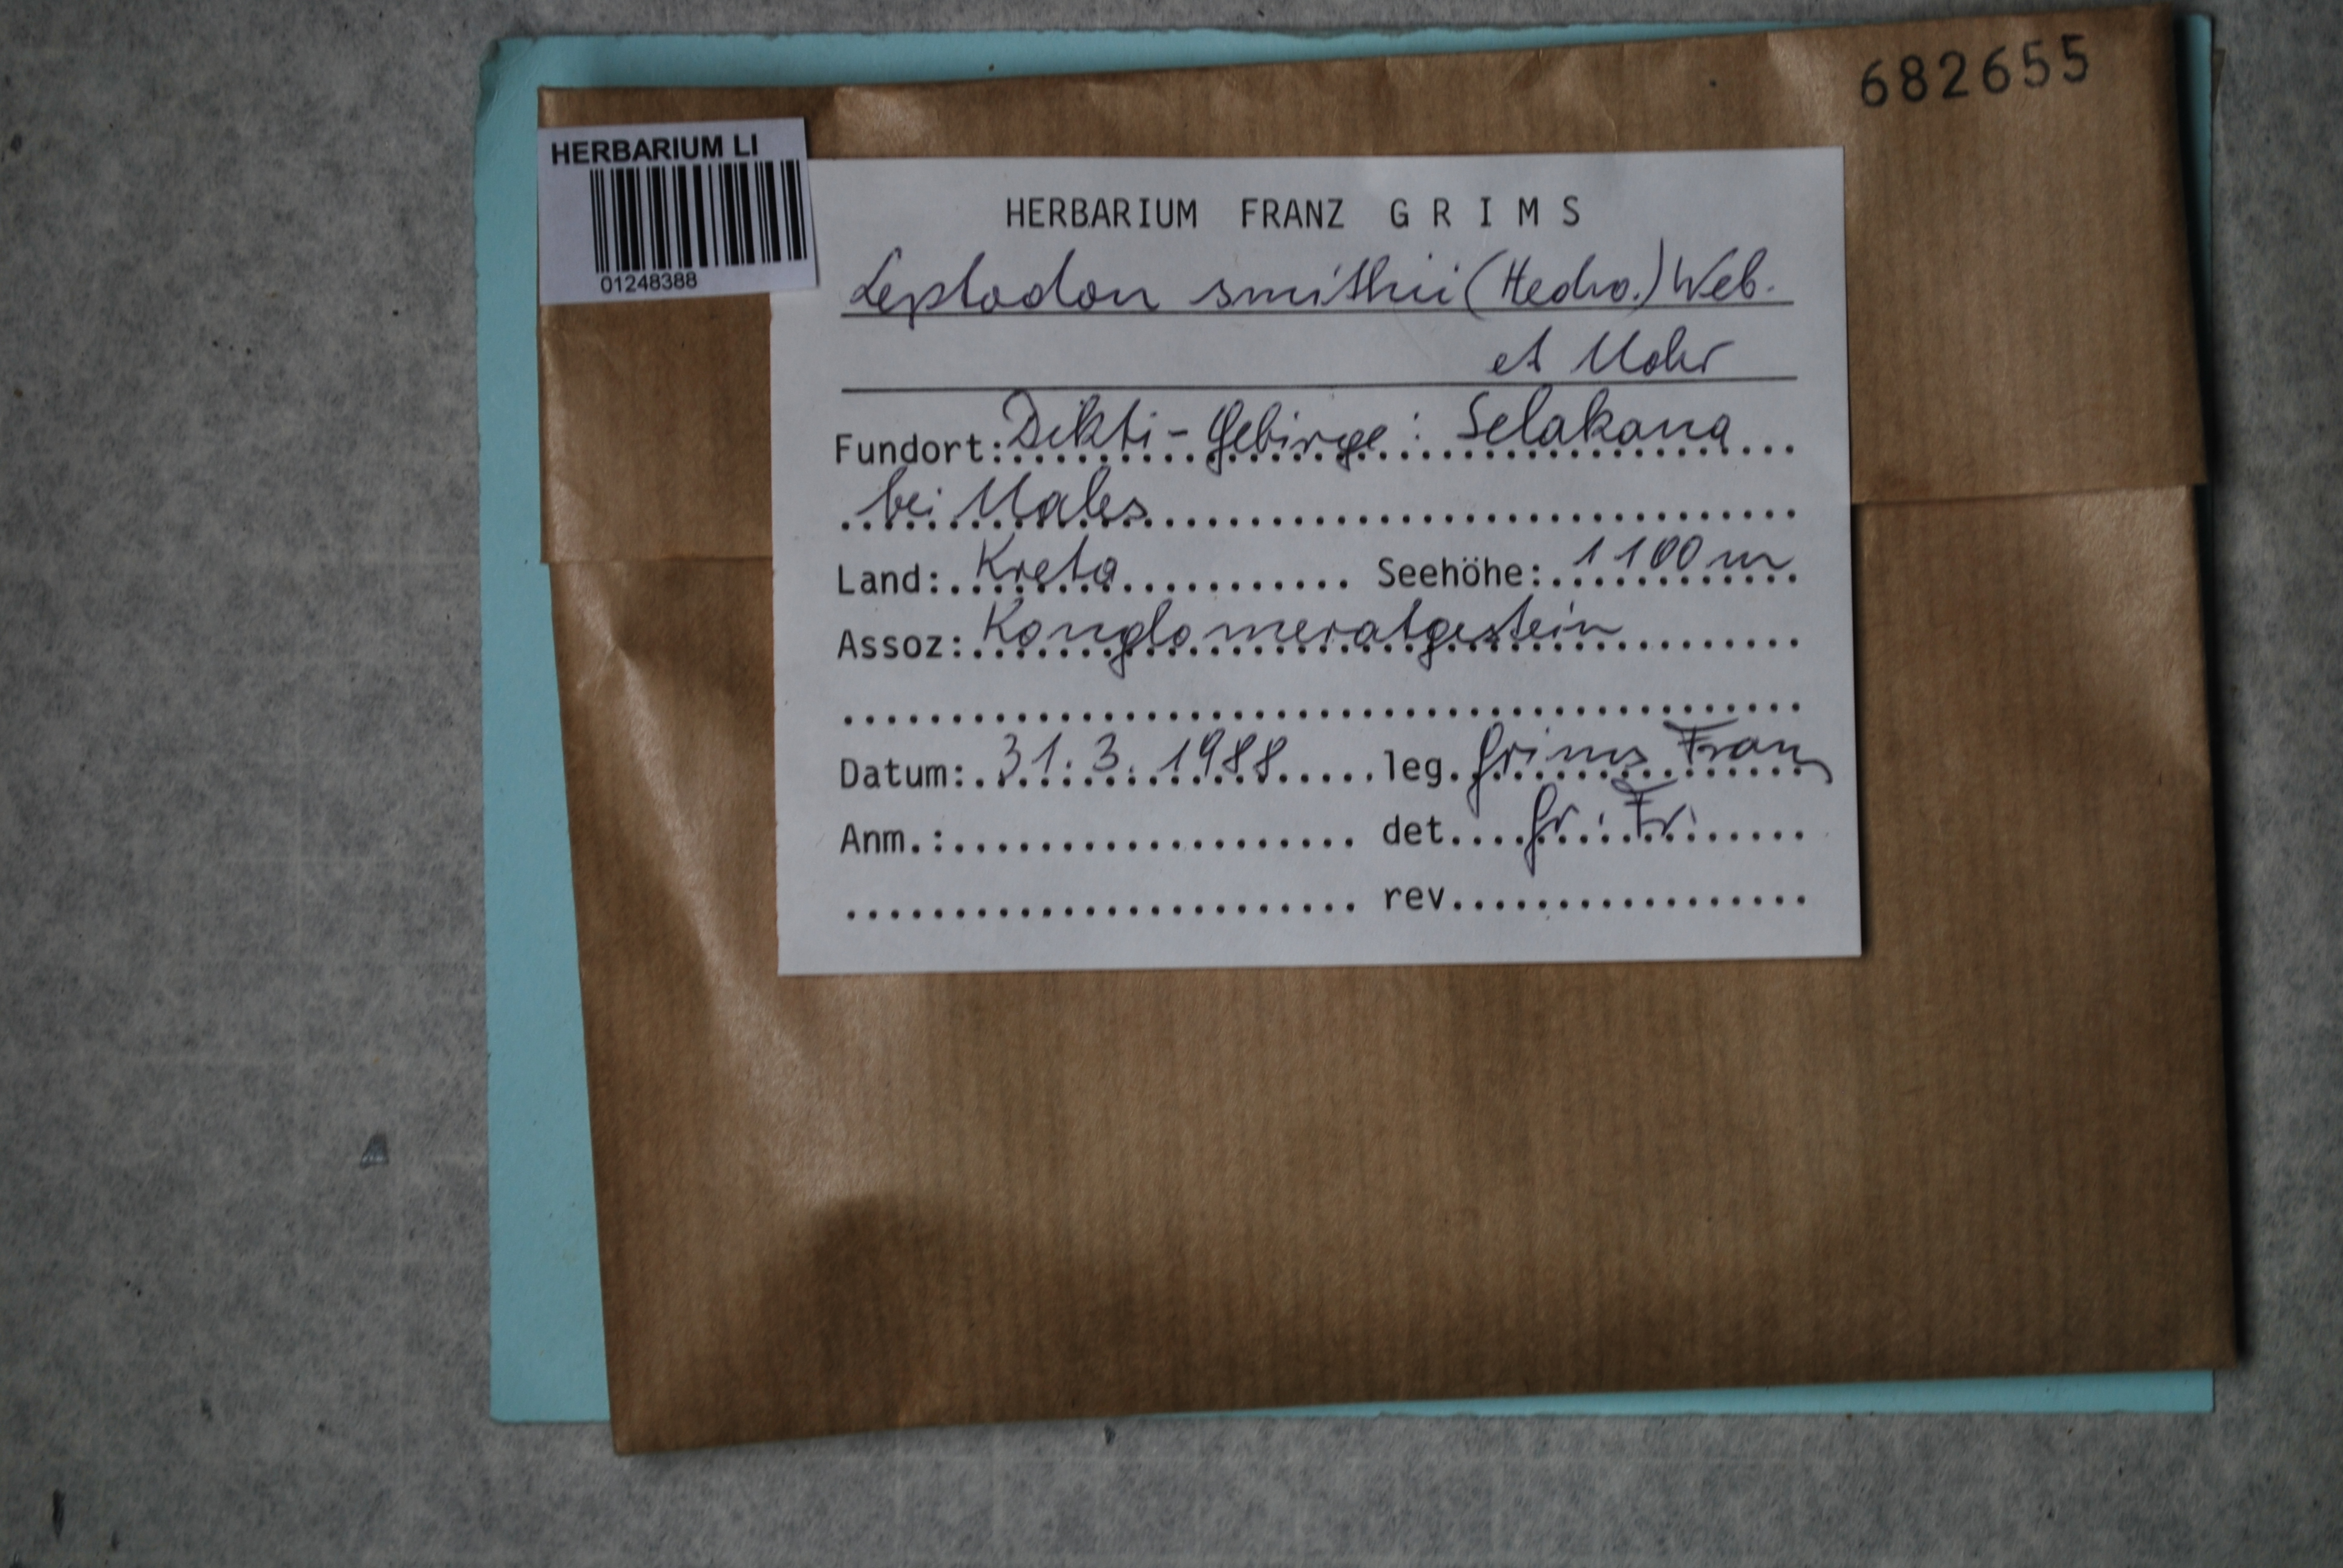 682655
HERBARIUM LI
01248388
HERBARIUM FRANZ GRIMS
Leptodon smithii (Hedw.) Web.
et Mohr
Fundort: Dikti-Gebirge: Selakana
bei Males
Land: Kreta Seehöhe: 1100 m
Assoz: Konglomeratgestein
Datum: 31.3.1988 leg. Grims Franz
Anm.: det. Gr. Fr.
rev.